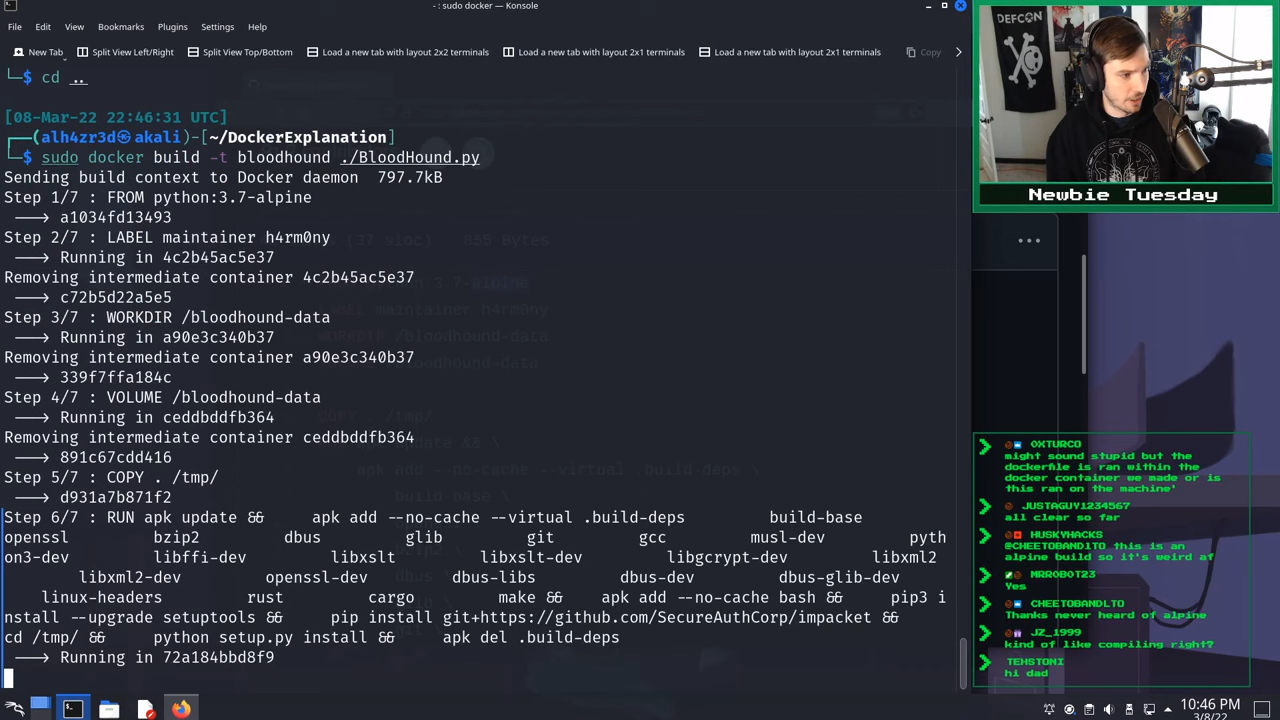 - : sudo docker — Konsole
File Edit View Bookmarks Plugins Settings Help
New Tab Split View Left/Right Split View Top/Bottom Load a new tab with layout 2x2 terminals Load a new tab with layout 2x1 terminals Load a new tab with layout 2x1 terminals Copy
└─$ cd ..
[08-Mar-22 22:46:31 UTC]
┌──(alh4zr3d㉿akali)-[~/DockerExplanation]
└─$ sudo docker build -t bloodhound ./BloodHound.py
Sending build context to Docker daemon  797.7kB
Step 1/7 : FROM python:3.7-alpine
 ---> a1034fd13493
Step 2/7 : LABEL maintainer h4rm0ny
 ---> Running in 4c2b45ac5e37
Removing intermediate container 4c2b45ac5e37
 ---> c72b5d22a5e5
Step 3/7 : WORKDIR /bloodhound-data
 ---> Running in a90e3c340b37
Removing intermediate container a90e3c340b37
 ---> 339f7ffa184c
Step 4/7 : VOLUME /bloodhound-data
 ---> Running in ceddbddfb364
Removing intermediate container ceddbddfb364
 ---> 891c67cdd416
Step 5/7 : COPY . /tmp/
 ---> d931a7b871f2
Step 6/7 : RUN apk update &&     apk add --no-cache --virtual .build-deps         build-base
openssl         bzip2         dbus         glib         git         gcc         musl-dev         pyth
on3-dev         libffi-dev         libxslt         libxslt-dev         libgcrypt-dev         libxml2
        libxml2-dev         openssl-dev         dbus-libs         dbus-dev         dbus-glib-dev
    linux-headers         rust         cargo         make &&     apk add --no-cache bash &&     pip3 i
nstall --upgrade setuptools &&     pip3 install     git+https://github.com/SecureAuthCorp/impacket &&
cd /tmp/ &&     python setup.py install &&     apk del .build-deps
 ---> Running in 72a184bbd8f9
DEFCON
Newbie Tuesday
0XTURCO
might sound stupid but the
dockerfile is ran within the
docker container we made or is
this ran on the machine'
JUSTAGUY1234567
all clear so far
HUSKYHACKS
@CHEETOBAND1TO this is an
alpine build so it's weird af
MRROBOT23
Yes
CHEETOBAND1TO
Thanks never heard of alpine
JZ_1999
kind of like compiling right?
TEHSTONI
hi dad
10:46 PM
3/8/22